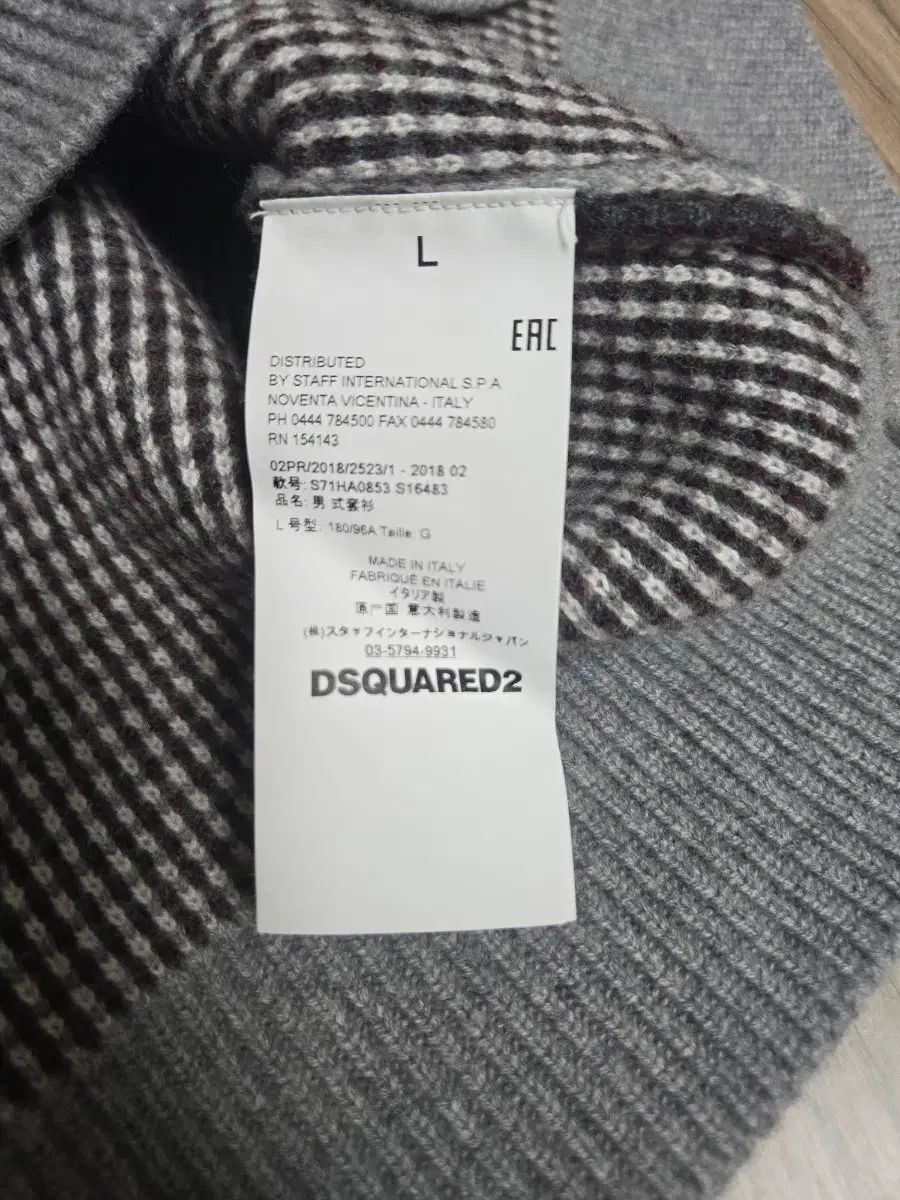 L
EAC
DISTRIBUTED
BY STAFF INTERNATIONAL S.P.A
NOVENTA VICENTINA - ITALY
PH 0444 784500 FAX 0444 784580
RN 154143
02PR/2018/2523/1 - 2018 02
款号: S71HA0853 S16483
品名: 男 式套衫
L 号型: 180/96A Taille: G
MADE IN ITALY
FABRIQUÉ EN ITALIE
イタリア製
原产国 意大利製造
(株)スタッフインターナショナルジャパン
03-5794-9931
DSQUARED2